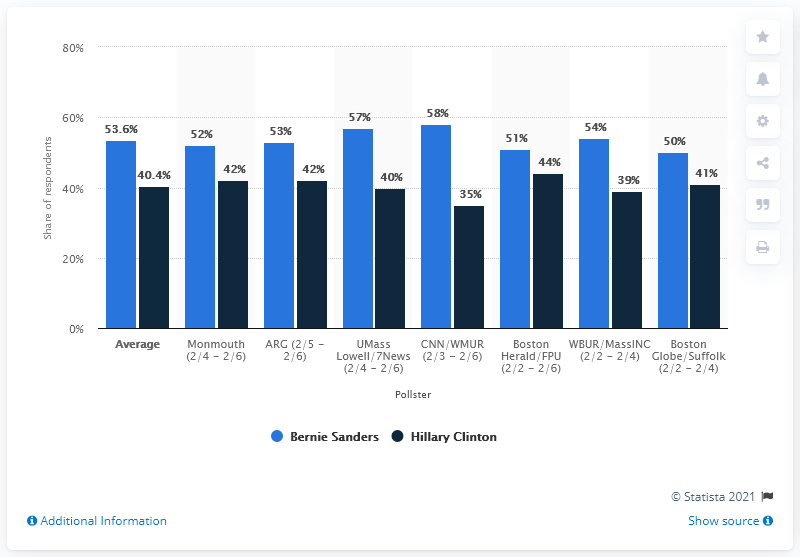 80%
60%
40%
20%
0%
Share of respondents
53.6%
40.4%
52%
42%
53%
42%
57%
40%
58%
35%
51%
44%
54%
39%
50%
41%
Average
Monmouth
(2/4 - 2/6)
ARG (2/5 -
2/6)
UMass
Lowell/7News
(2/4 - 2/6)
CNN/WMUR
(2/3 - 2/6)
Boston
Herald/FPU
(2/2 - 2/6)
WBUR/MassINC
(2/2 - 2/4)
Boston
Globe/Suffolk
(2/2 - 2/4)
Pollster
Bernie Sanders Hillary Clinton
© Statista 2021
Additional Information Show source